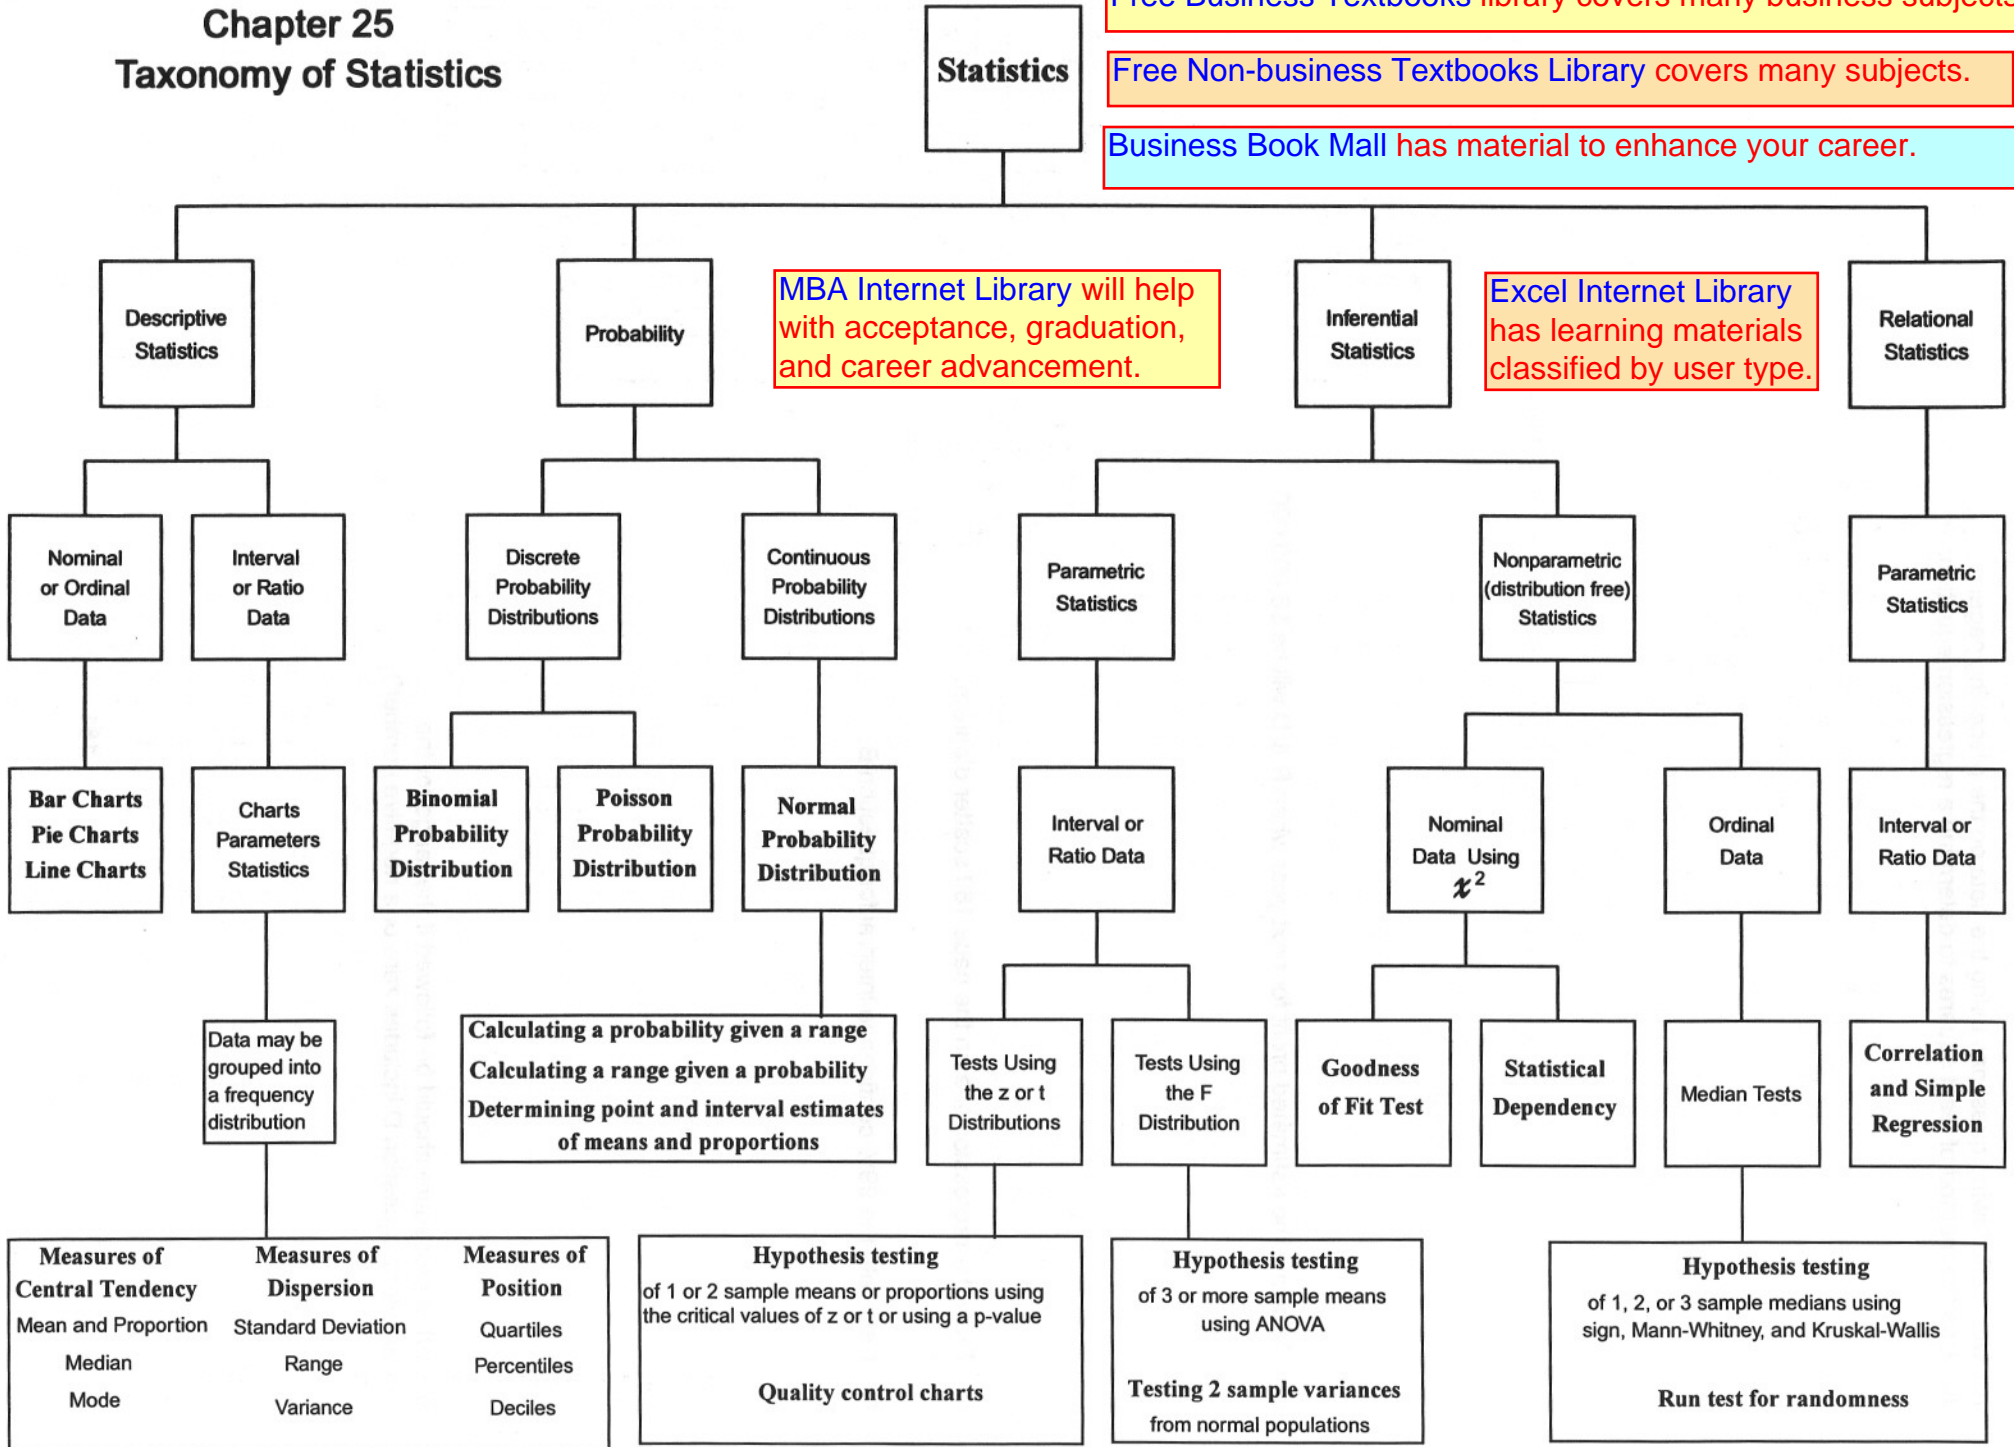 Chapter 25
Taxonomy of Statistics
Statistics
Free Business Textbooks library covers many business subjects
Free Non-business Textbooks Library covers many subjects.
Business Book Mall has material to enhance your career.
Descriptive
Statistics
Probability
MBA Internet Library will help
with acceptance, graduation,
and career advancement.
Inferential
Statistics
Excel Internet Library
has learning materials
classified by user type.
Relational
Statistics
Nominal
or Ordinal
Data
Interval
or Ratio
Data
Discrete
Probability
Distributions
Continuous
Probability
Distributions
Parametric
Statistics
Nonparametric
(distribution free)
Statistics
Parametric
Statistics
Bar Charts
Pie Charts
Line Charts
Charts
Parameters
Statistics
Binomial
Probability
Distribution
Poisson
Probability
Distribution
Normal
Probability
Distribution
Interval or
Ratio Data
Nominal
Data Using
x²
Ordinal
Data
Interval or
Ratio Data
Data may be
grouped into
a frequency
distribution
Calculating a probability given a range
Calculating a range given a probability
Determining point and interval estimates
of means and proportions
Tests Using
the z or t
Distributions
Tests Using
the F
Distribution
Goodness
of Fit Test
Statistical
Dependency
Median Tests
Correlation
and Simple
Regression
Measures of
Central Tendency
Mean and Proportion
Median
Mode
Measures of
Dispersion
Standard Deviation
Range
Variance
Measures of
Position
Quartiles
Percentiles
Deciles
Hypothesis testing
of 1 or 2 sample means or proportions using
the critical values of z or t or using a p-value
Quality control charts
Hypothesis testing
of 3 or more sample means
using ANOVA
Testing 2 sample variances
from normal populations
Hypothesis testing
of 1, 2, or 3 sample medians using
sign, Mann-Whitney, and Kruskal-Wallis
Run test for randomness